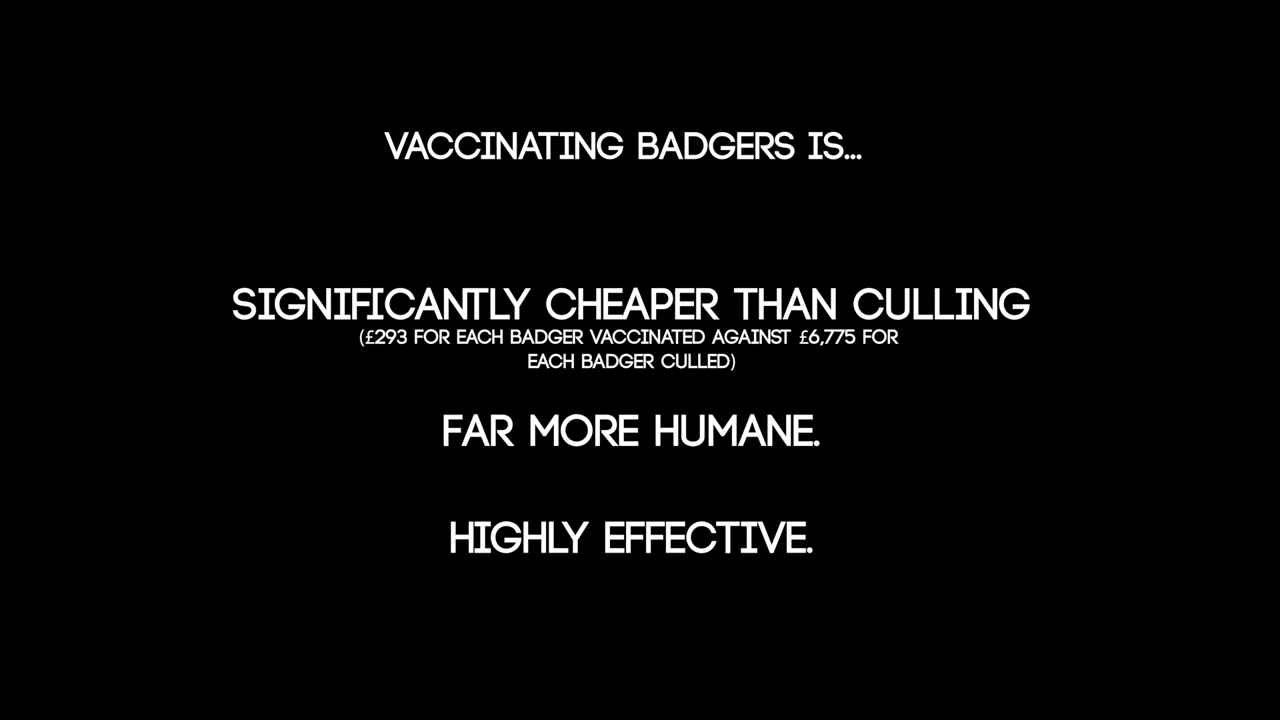 VACCINATING BADGERS IS...
SIGNIFICANTLY CHEAPER THAN CULLING
(£293 FOR EACH BADGER VACCINATED AGAINST £6,775 FOR
EACH BADGER CULLED)
FAR MORE HUMANE.
HIGHLY EFFECTIVE.